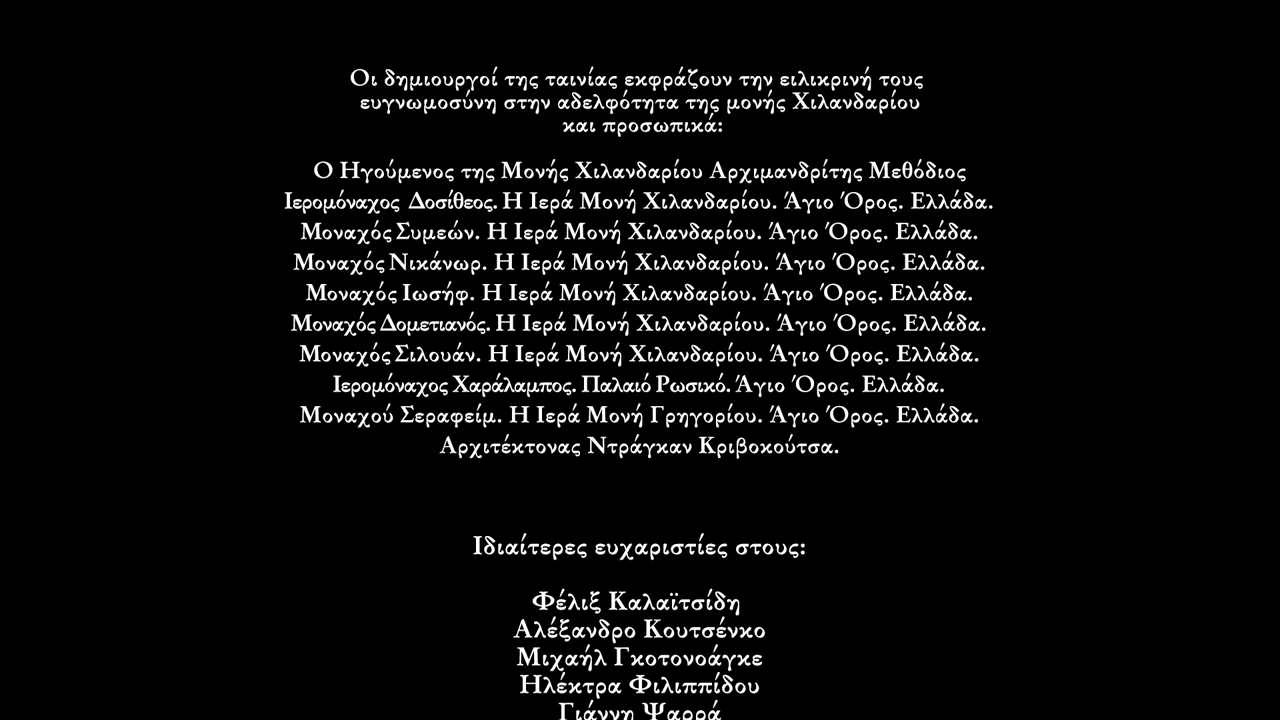 Οι δημιουργοί της ταινίας εκφράζουν την ειλικρινή τους
ευγνωμοσύνη στην αδελφότητα της μονής Χιλανδαρίου
και προσωπικά:
Ο Ηγούμενος της Μονής Χιλανδαρίου Αρχιμανδρίτης Μεθόδιος
Ιερομόναχος Δοσίθεος. Η Ιερά Μονή Χιλανδαρίου. Άγιο Όρος. Ελλάδα.
Μοναχός Συμεών. Η Ιερά Μονή Χιλανδαρίου. Άγιο Όρος. Ελλάδα.
Μοναχός Νικάνωρ. Η Ιερά Μονή Χιλανδαρίου. Άγιο Όρος. Ελλάδα.
Μοναχός Ιωσήφ. Η Ιερά Μονή Χιλανδαρίου. Άγιο Όρος. Ελλάδα.
Μοναχός Δομετιανός. Η Ιερά Μονή Χιλανδαρίου. Άγιο Όρος. Ελλάδα.
Μοναχός Σιλουάν. Η Ιερά Μονή Χιλανδαρίου. Άγιο Όρος. Ελλάδα.
Ιερομόναχος Χαράλαμπος. Παλαιό Ρωσικό. Άγιο Όρος. Ελλάδα.
Μοναχού Σεραφείμ. Η Ιερά Μονή Γρηγορίου. Άγιο Όρος. Ελλάδα.
Αρχιτέκτονας Ντράγκαν Κριβοκούτσα.
Ιδιαίτερες ευχαριστίες στους:
Φέλιξ Καλαϊτσίδη
Αλέξανδρο Κουτσένκο
Μιχαήλ Γκοτονοάγκε
Ηλέκτρα Φιλιππίδου
Γιάννη Ψαρρά